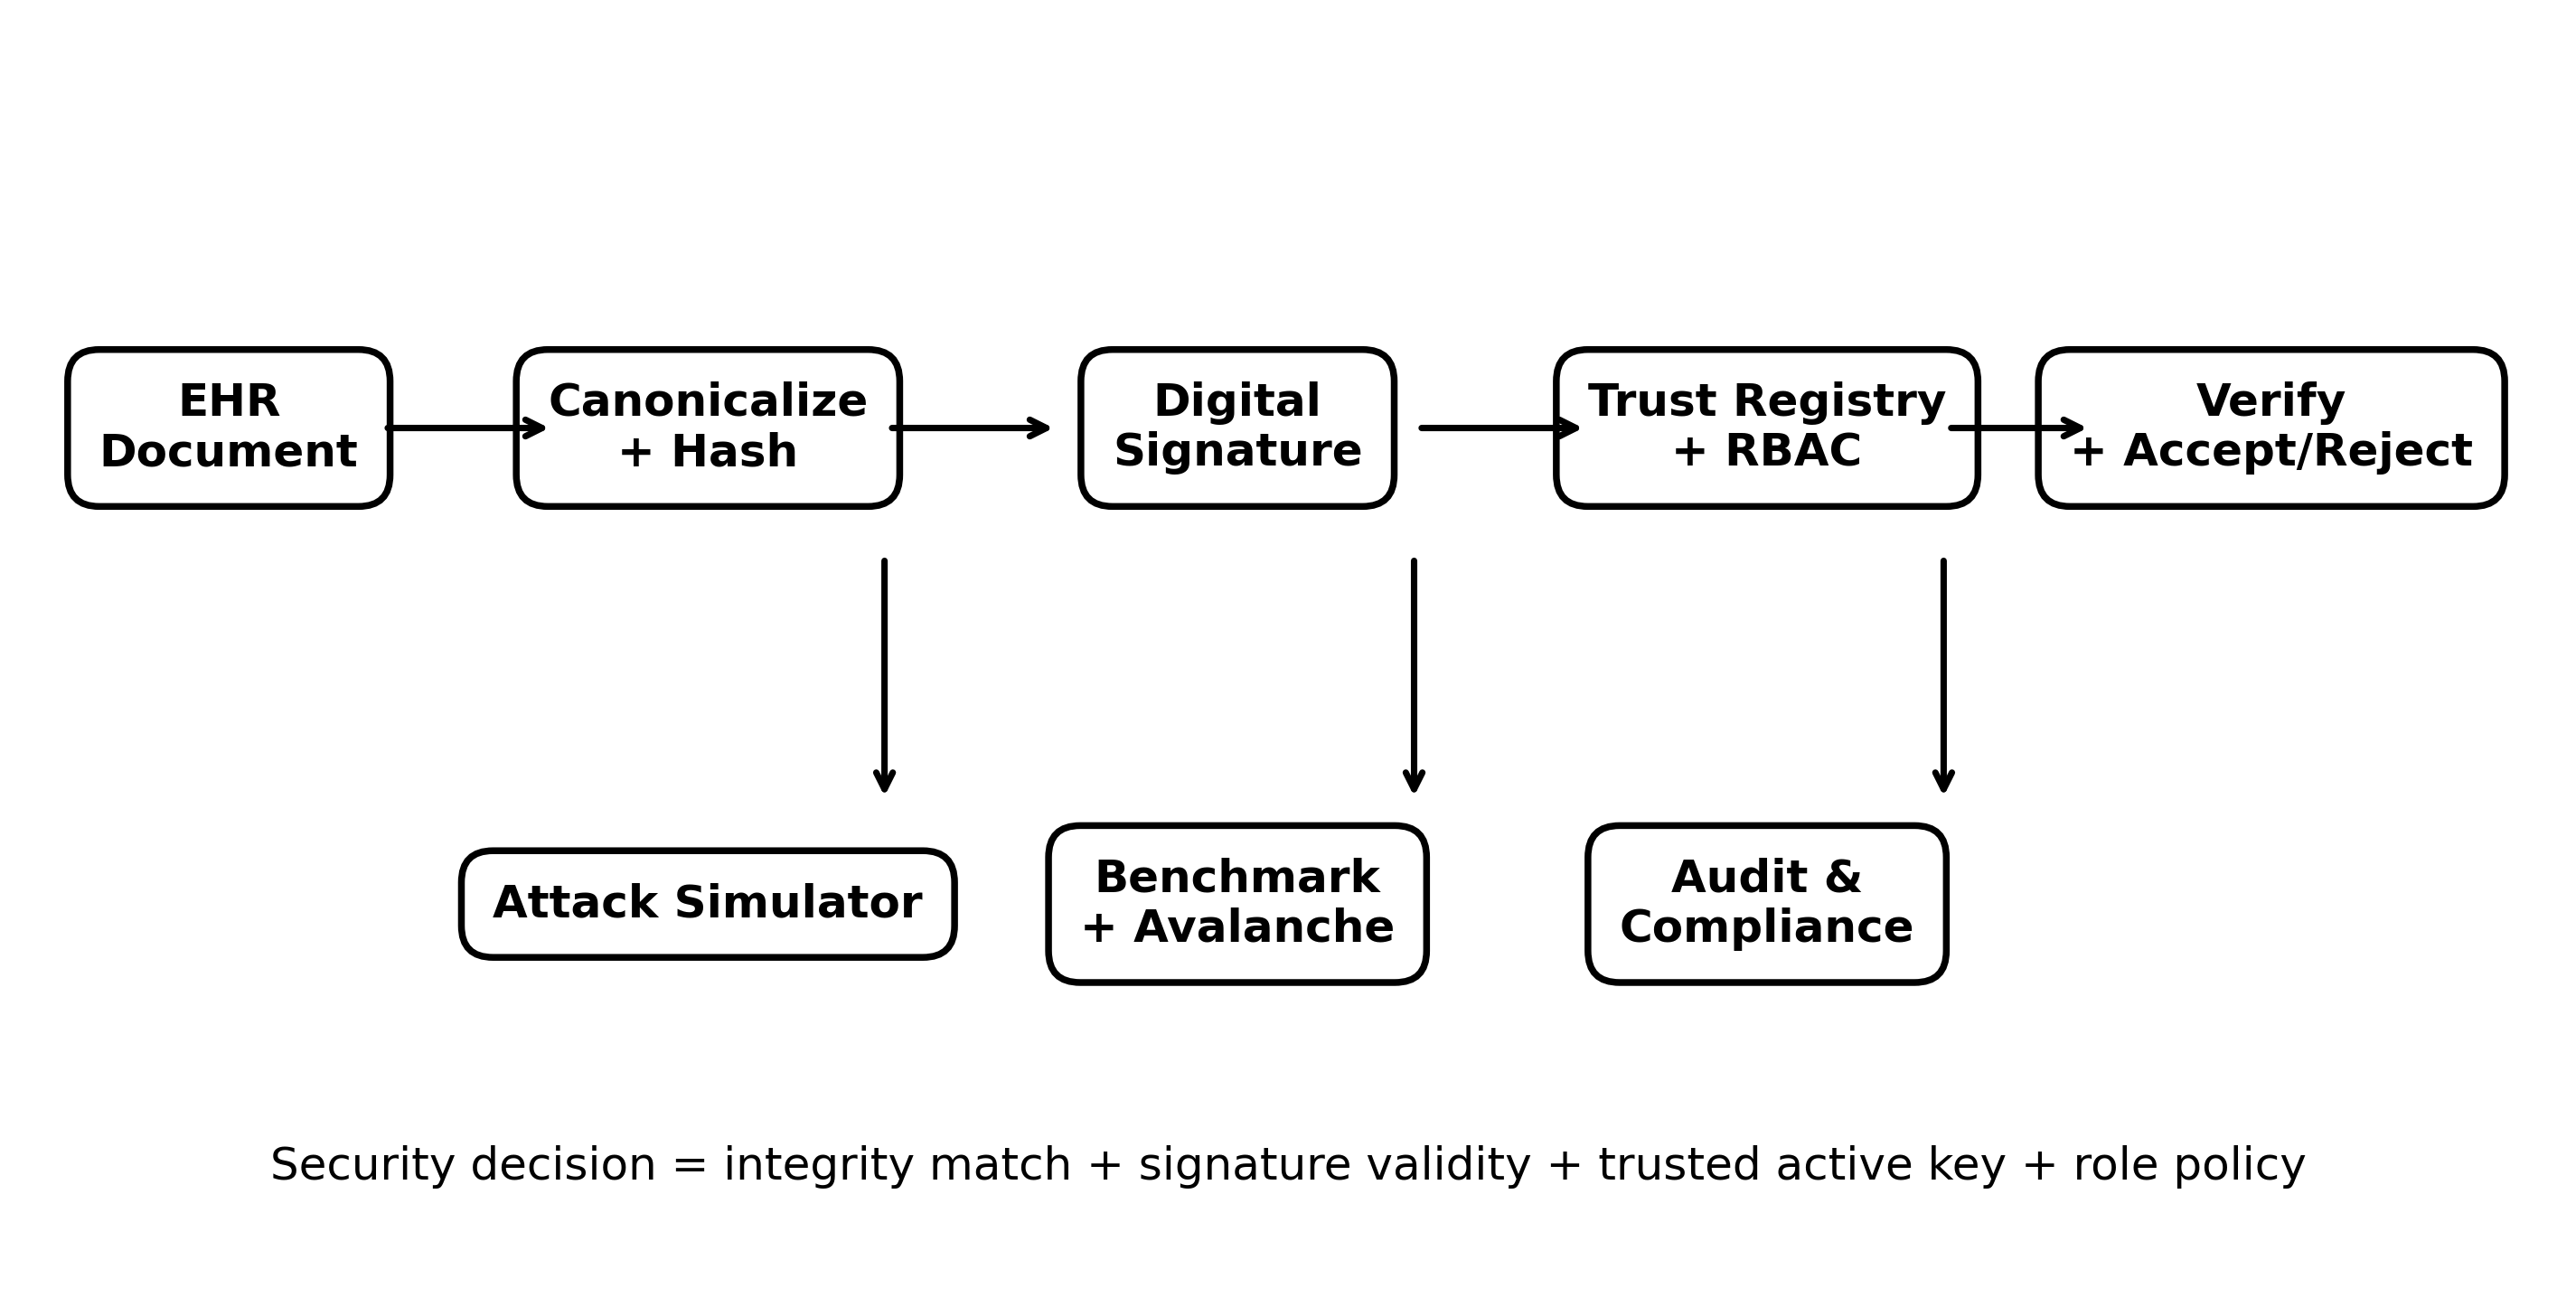 EHR
Document
Canonicalize
+ Hash
Digital
Signature
Trust Registry
+ RBAC
Verify
+ Accept/Reject
Attack Simulator
Benchmark
+ Avalanche
Audit &
Compliance
Security decision = integrity match + signature validity + trusted active key + role policy